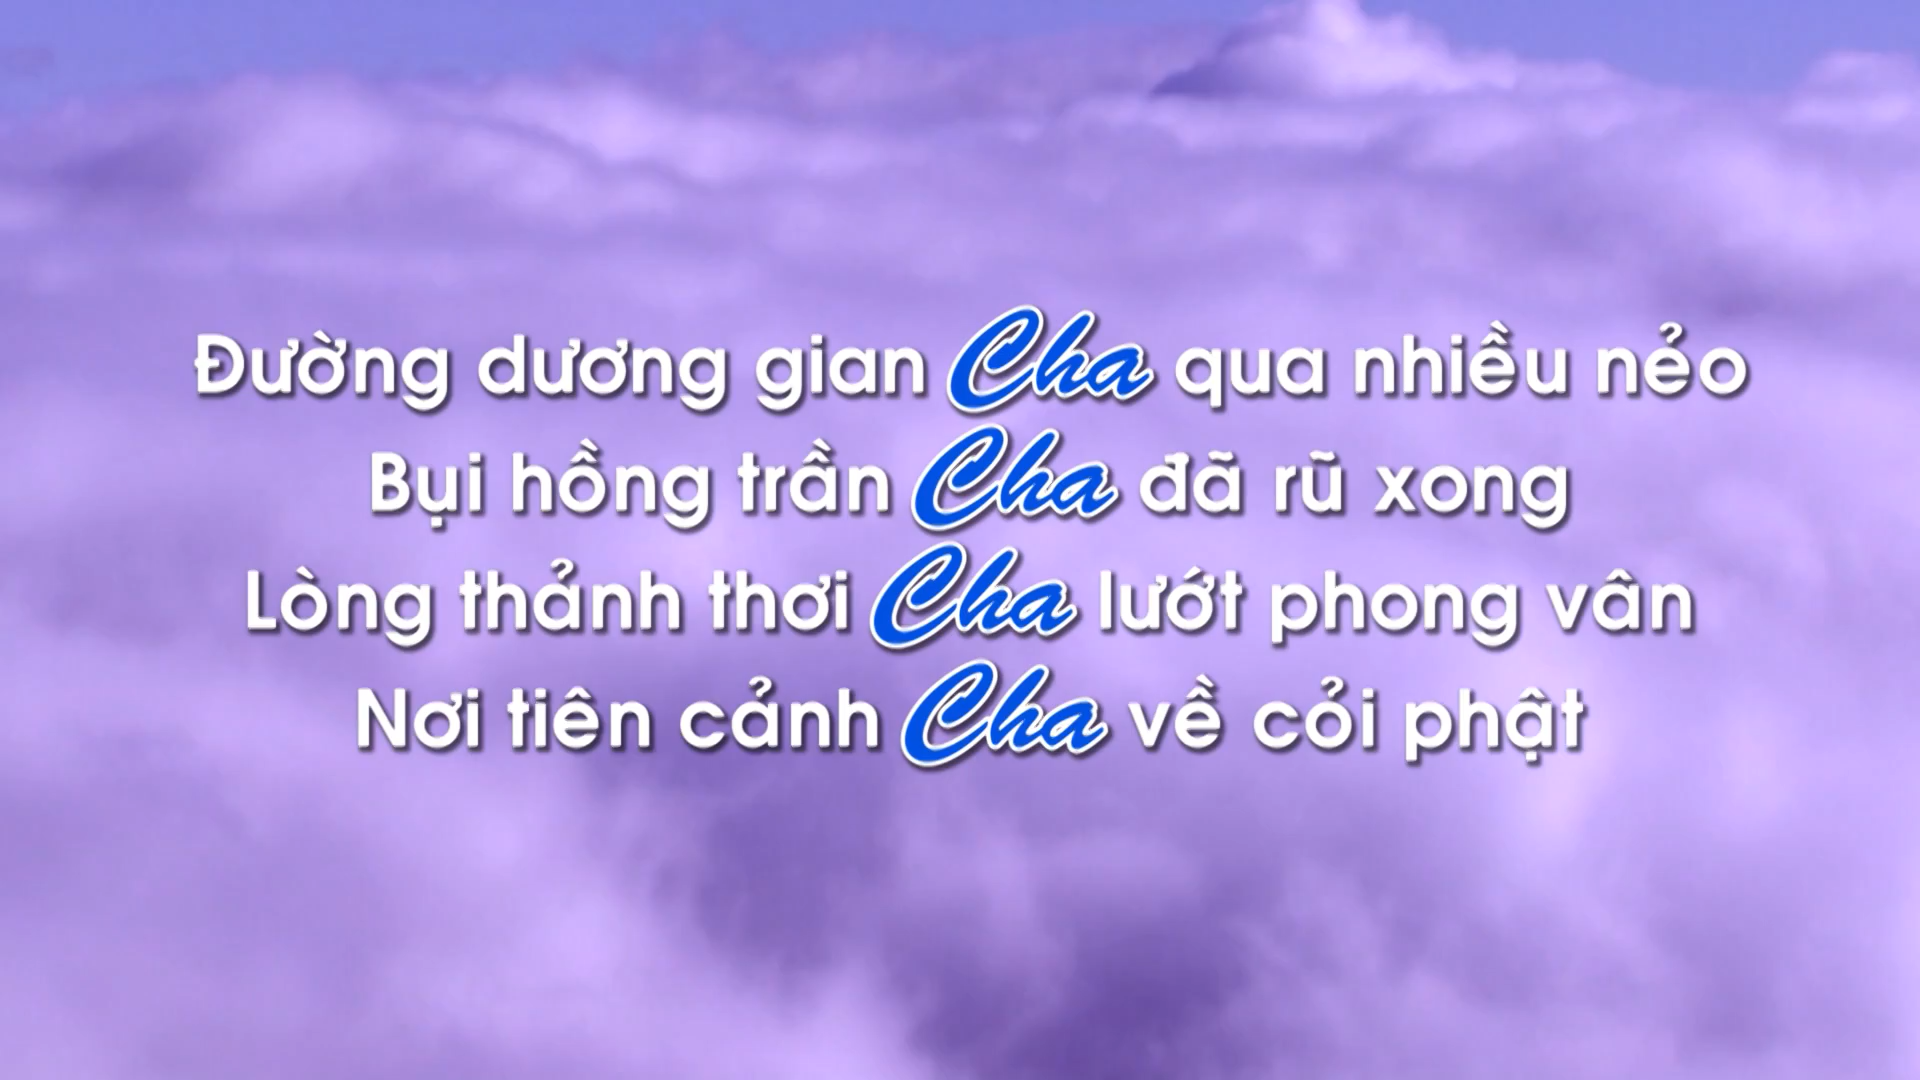 Đường dương gian Cha qua nhiều nẻo
Bụi hồng trần Cha đã rũ xong
Lòng thảnh thơi Cha lướt phong vân
Nơi tiên cảnh Cha về cỏi phật